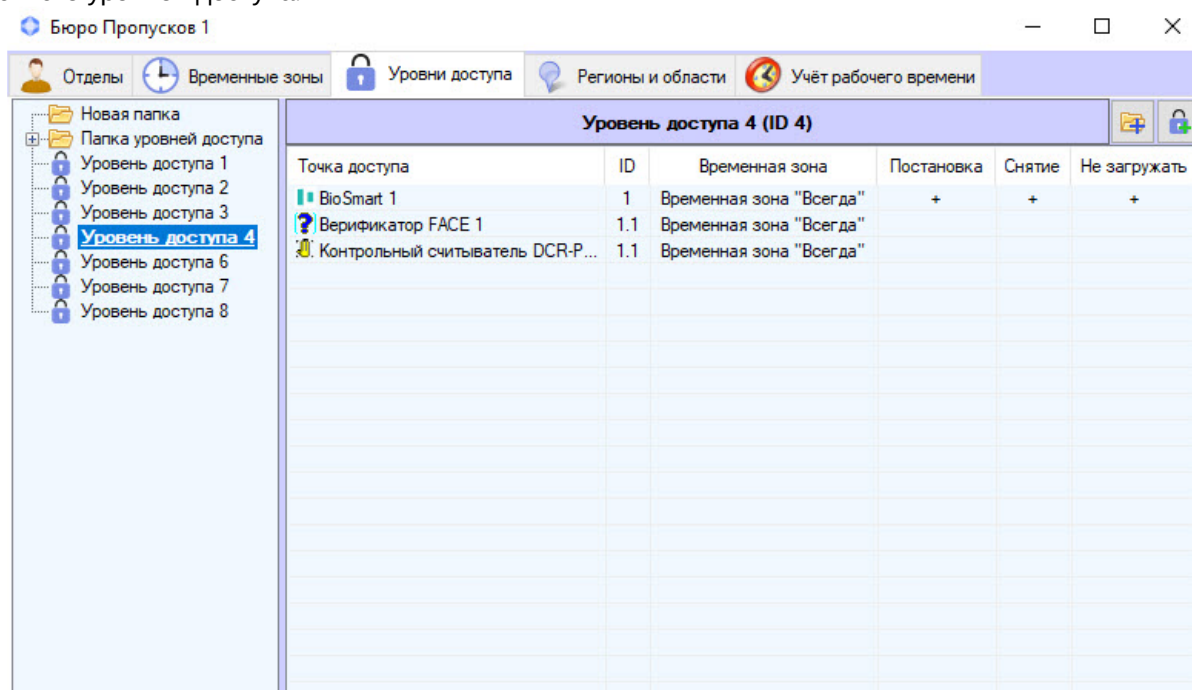 Бюро Пропусков 1
Отделы Временные зоны Уровни доступа Регионы и области Учёт рабочего времени
Новая папка
Папка уровней доступа
Уровень доступа 1
Уровень доступа 2
Уровень доступа 3
Уровень доступа 4
Уровень доступа 6
Уровень доступа 7
Уровень доступа 8
Уровень доступа 4 (ID 4)
Точка доступа ID Временная зона Постановка Снятие Не загружать
BioSmart 1 1 Временная зона "Всегда" + + +
Верификатор FACE 1 1.1 Временная зона "Всегда"
Контрольный считыватель DCR-P... 1.1 Временная зона "Всегда"